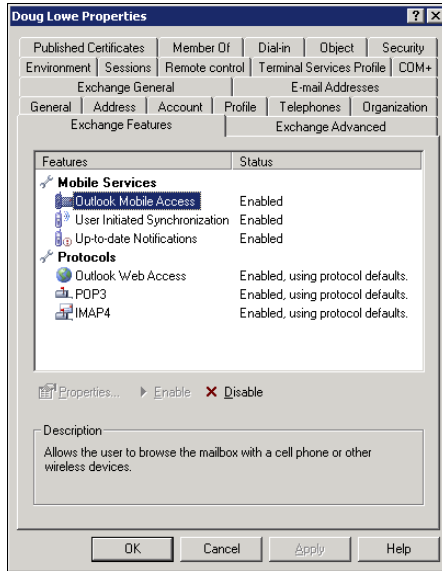 Doug Lowe Properties
Published Certificates Member Of Dial-in Object Security
Environment Sessions Remote control Terminal Services Profile COM+
Exchange General E-mail Addresses
General Address Account Profile Telephones Organization
Exchange Features Exchange Advanced
Features Status
Mobile Services
Outlook Mobile Access Enabled
User Initiated Synchronization Enabled
Up-to-date Notifications Enabled
Protocols
Outlook Web Access Enabled, using protocol defaults.
POP3 Enabled, using protocol defaults.
IMAP4 Enabled, using protocol defaults.
Properties... Enable Disable
Description
Allows the user to browse the mailbox with a cell phone or other
wireless devices.
OK Cancel Apply Help